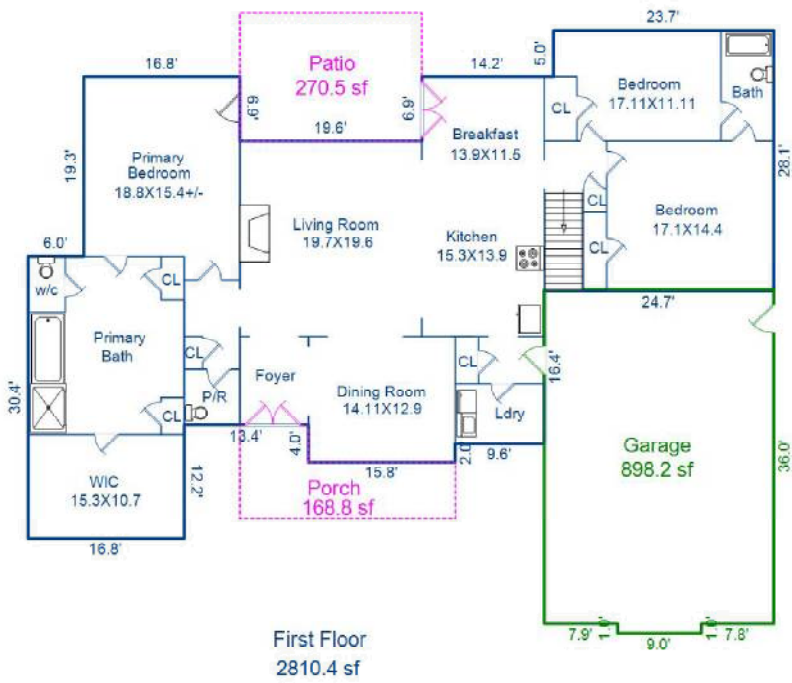 23.7'
16.8'
Patio
270.5 sf
14.2'
5.0'
Bedroom
17.11X11.11
Bath
CL
6.9'
6.9'
19.6'
Breakfast
13.9X11.5
19.3'
Primary
Bedroom
18.8X15.4+/-
28.1'
Living Room
19.7X19.6
CL
Bedroom
17.1X14.4
Kitchen
15.3X13.9
CL
6.0'
w/c
CL
24.7'
Primary
Bath
CL
16.4'
CL
30.4'
P/R
Foyer
Dining Room
14.11X12.9
Ldry
CL
13.4'
4.0'
2.0'
9.6'
Garage
898.2 sf
36.0'
15.8'
WIC
15.3X10.7
12.2'
Porch
168.8 sf
16.8'
7.9'
9.0'
7.8'
First Floor
2810.4 sf